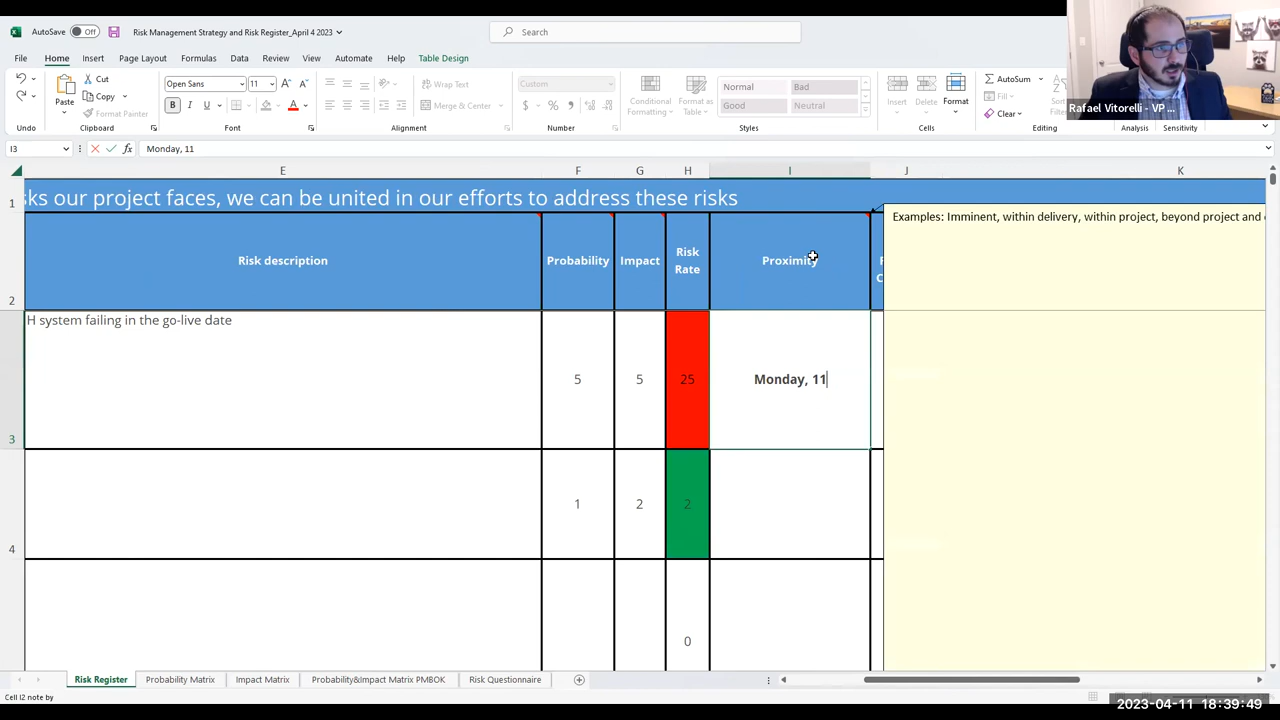 AutoSave Off Risk Management Strategy and Risk Register_April 4 2023 Search
File Home Insert Page Layout Formulas Data Review View Automate Help Table Design
Paste Cut Copy Format Painter
Open Sans 11
B I U
Wrap Text
Merge & Center
Custom
Conditional Formatting
Format as Table
Normal Bad
Good Neutral
Insert Delete Format
AutoSum
Fill
Clear
Undo Clipboard Font Alignment Number Styles Cells Editing Analysis Sensitivity
Rafael Vitorelli - VP ...
I3 fx Monday, 11
E F G H I J K
1 sks our project faces, we can be united in our efforts to address these risks
Examples: Imminent, within delivery, within project, beyond project and
2 Risk description Probability Impact Risk Rate Proximity
3 H system failing in the go-live date 5 5 25 Monday, 11
4 1 2 2
0
Risk Register Probability Matrix Impact Matrix Probability&Impact Matrix PMBOK Risk Questionnaire
Cell I2 note by
2023-04-11 18:39:49